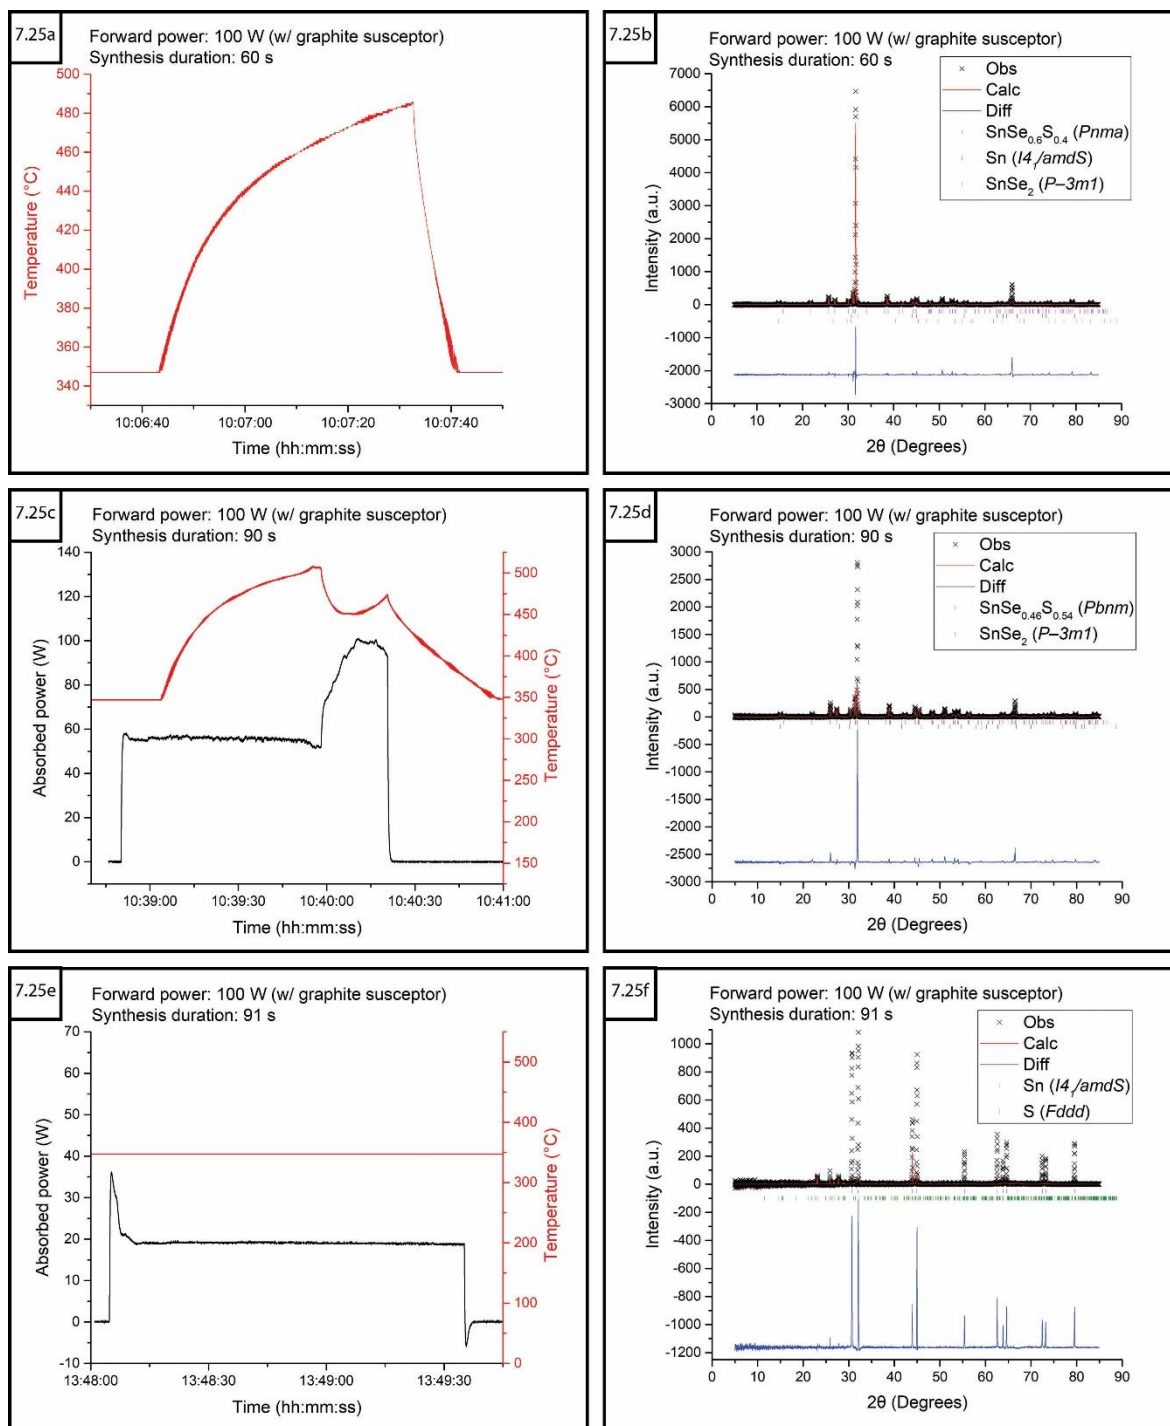 7.25a
Forward power: 100 W (w/ graphite susceptor)
Synthesis duration: 60 s
500
480
460
440
420
400
380
360
340
Temperature (°C)
10:06:40 10:07:00 10:07:20 10:07:40
Time (hh:mm:ss)
7.25b
Forward power: 100 W (w/ graphite susceptor)
Synthesis duration: 60 s
7000
6000
5000
4000
3000
2000
1000
0
-1000
-2000
-3000
Intensity (a.u.)
Obs
Calc
Diff
SnSe0.6S0.4 (Pnma)
Sn (I41/amdS)
SnSe2 (P–3m1)
0 10 20 30 40 50 60 70 80 90
2θ (Degrees)
7.25c
Forward power: 100 W (w/ graphite susceptor)
Synthesis duration: 90 s
140
120
100
80
60
40
20
0
Absorbed power (W)
500
450
400
350
300
250
200
150
Temperature (°C)
10:39:00 10:39:30 10:40:00 10:40:30 10:41:00
Time (hh:mm:ss)
7.25d
Forward power: 100 W (w/ graphite susceptor)
Synthesis duration: 90 s
3000
2500
2000
1500
1000
500
0
-500
-1000
-1500
-2000
-2500
-3000
Intensity (a.u.)
Obs
Calc
Diff
SnSe0.46S0.54 (Pbnm)
SnSe2 (P–3m1)
0 10 20 30 40 50 60 70 80 90
2θ (Degrees)
7.25e
Forward power: 100 W (w/ graphite susceptor)
Synthesis duration: 91 s
70
60
50
40
30
20
10
0
-10
Absorbed power (W)
500
400
300
200
100
0
Temperature (°C)
13:48:00 13:48:30 13:49:00 13:49:30
Time (hh:mm:ss)
7.25f
Forward power: 100 W (w/ graphite susceptor)
Synthesis duration: 91 s
1000
800
600
400
200
0
-200
-400
-600
-800
-1000
-1200
Intensity (a.u.)
Obs
Calc
Diff
Sn (I41/amdS)
S (Fddd)
0 10 20 30 40 50 60 70 80 90
2θ (Degrees)